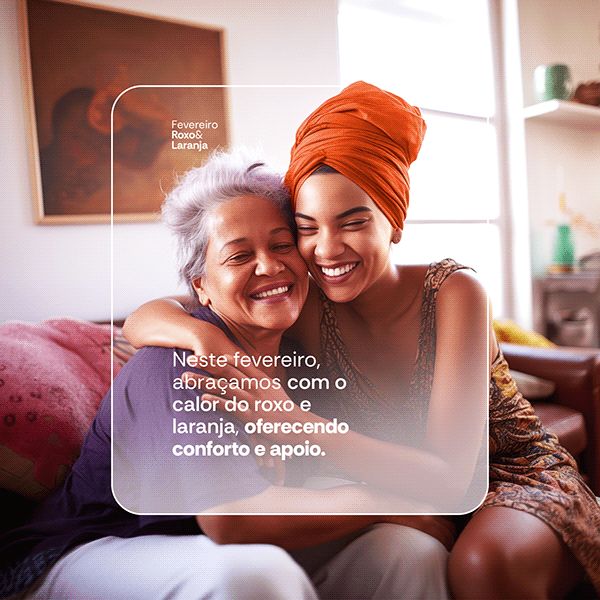 Fevereiro
Roxo&
Laranja
Neste fevereiro,
abraçamos com o
calor do roxo e
laranja, oferecendo
conforto e apoio.